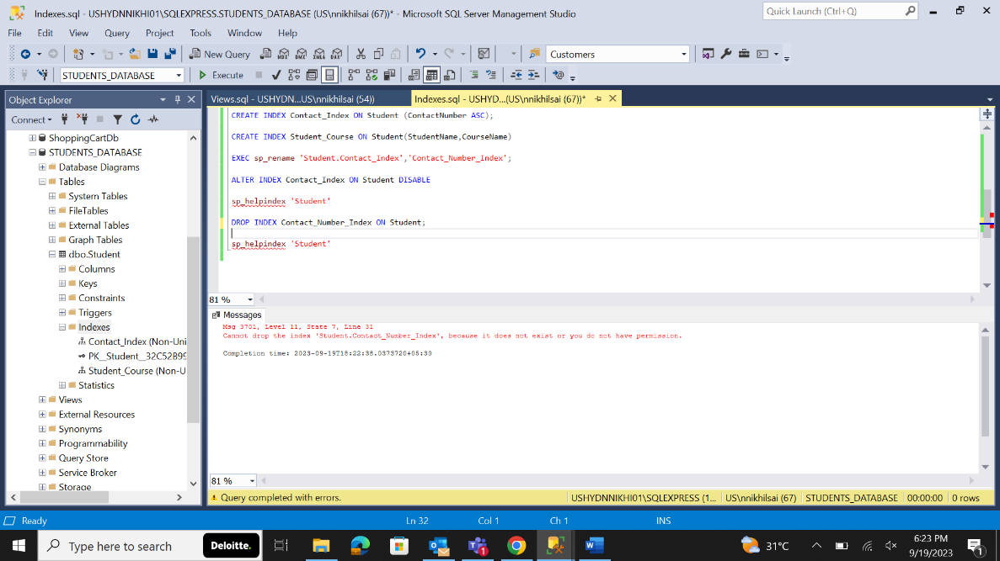 Indexes.sql - USHYDNNIKHI01\SQLEXPRESS.STUDENTS_DATABASE (US\nnikhilsai (67))* - Microsoft SQL Server Management Studio
Quick Launch (Ctrl+Q)
File Edit View Query Project Tools Window Help
New Query MDX DMX XMLA DAX Customers
STUDENTS_DATABASE Execute
Object Explorer
Connect
ShoppingCartDb
STUDENTS_DATABASE
Database Diagrams
Tables
System Tables
FileTables
External Tables
Graph Tables
dbo.Student
Columns
Keys
Constraints
Triggers
Indexes
Contact_Index (Non-Uni
PK__Student__32C52B99
Student_Course (Non-U
Statistics
Views
External Resources
Synonyms
Programmability
Query Store
Service Broker
Storage
Views.sql - USHYDN...US\nnikhilsai (54))
Indexes.sql - USHYD...(US\nnikhilsai (67))*
CREATE INDEX Contact_Index ON Student (ContactNumber ASC);
CREATE INDEX Student_Course ON Student(StudentName,CourseName)
EXEC sp_rename 'Student.Contact_Index','Contact_Number_Index';
ALTER INDEX Contact_Index ON Student DISABLE
sp_helpindex 'Student'
DROP INDEX Contact_Number_Index ON Student;
sp_helpindex 'Student'
81 %
Messages
Msg 3701, Level 11, State 7, Line 31
Cannot drop the index 'Student.Contact_Number_Index', because it does not exist or you do not have permission.
Completion time: 2023-09-19T18:22:38.0373720+05:30
81 %
Query completed with errors.
USHYDNNIKHI01\SQLEXPRESS (1... US\nnikhilsai (67) STUDENTS_DATABASE 00:00:00 0 rows
Ready Ln 32 Col 1 Ch 1 INS
Type here to search
Deloitte.
1
31°C
6:23 PM
9/19/2023
1